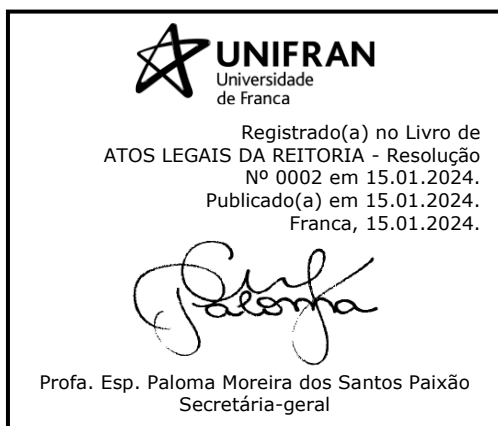 UNIFRAN
Universidade
de Franca
Registrado(a) no Livro de
ATOS LEGAIS DA REITORIA - Resolução
Nº 0002 em 15.01.2024.
Publicado(a) em 15.01.2024.
Franca, 15.01.2024.
Paloma
Profa. Esp. Paloma Moreira dos Santos Paixão
Secretária-geral